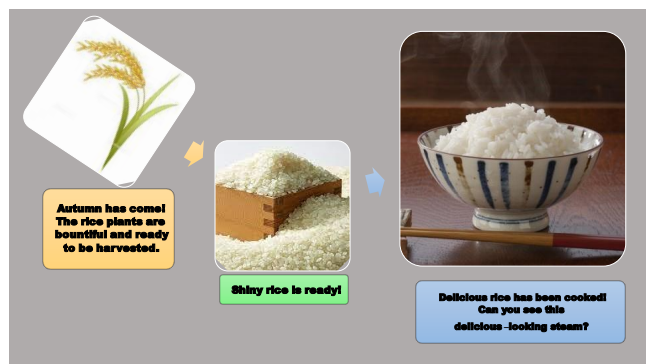 Autumn has come!
The rice plants are
bountiful and ready
to be harvested.
Shiny rice is ready!
Delicious rice has been cooked!
Can you see this
delicious –looking steam?